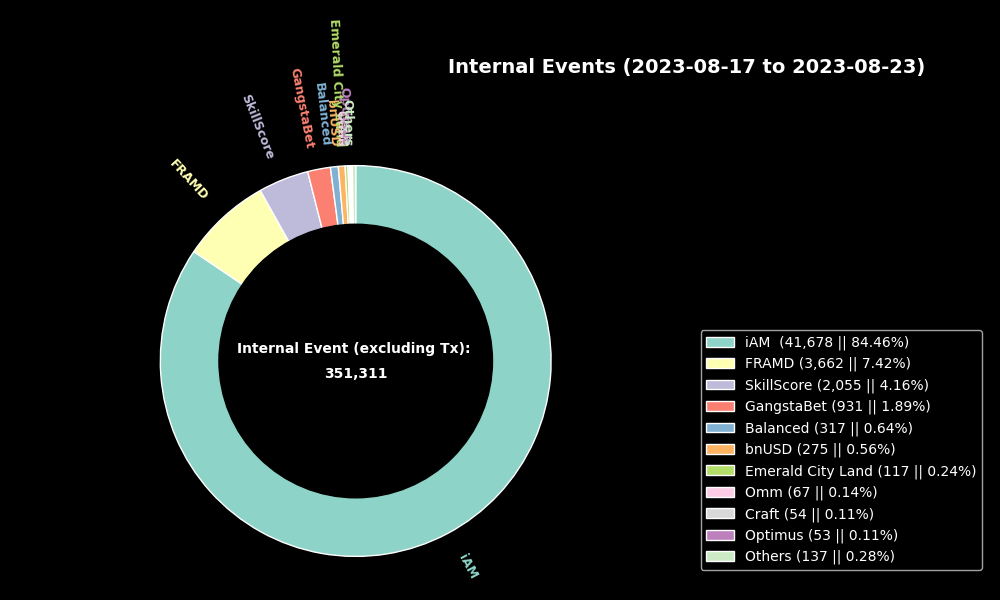 Internal Events (2023-08-17 to 2023-08-23)
Emerald City Land
GangstaBet
Balanced
bnUSD
Others
SkillScore
FRAMD
Internal Event (excluding Tx):
351,311
iAM
iAM  (41,678 || 84.46%)
FRAMD (3,662 || 7.42%)
SkillScore (2,055 || 4.16%)
GangstaBet (931 || 1.89%)
Balanced (317 || 0.64%)
bnUSD (275 || 0.56%)
Emerald City Land (117 || 0.24%)
Omm (67 || 0.14%)
Craft (54 || 0.11%)
Optimus (53 || 0.11%)
Others (137 || 0.28%)